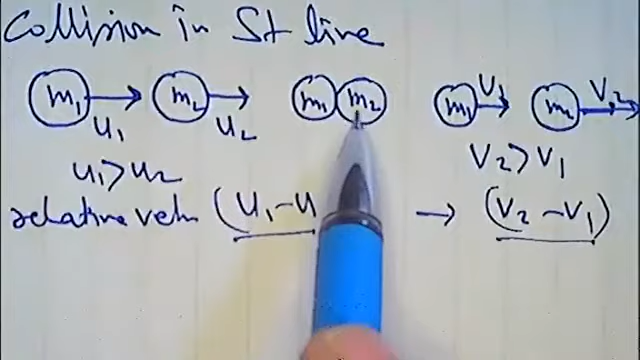 Collision in St line
m₁ m₂ m₁ m₂ m₁ V₁ m₂ V₂
u₁ u₂
u₁>u₂ V₂>V₁
relative veln (u₁-u → (V₂-V₁)